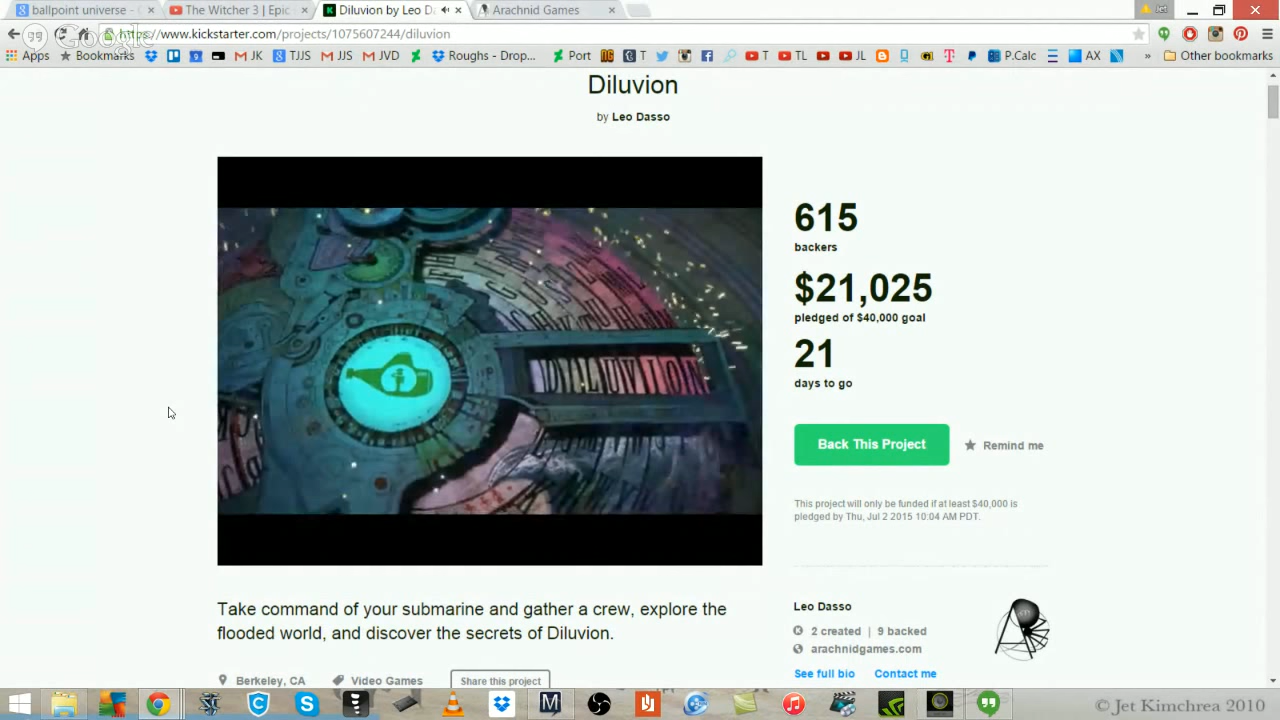 ballpoint universe -
The Witcher 3 | Epic
Diluvion by Leo Da
Arachnid Games
Jet
https://www.kickstarter.com/projects/1075607244/diluvion
Google
Apps Bookmarks JK TJJS JJS JVD Roughs - Drop... Port T T TL JL P.Calc AX » Other bookmarks
Diluvion
by Leo Dasso
DILUVION
615
backers
$21,025
pledged of $40,000 goal
21
days to go
Back This Project
Remind me
This project will only be funded if at least $40,000 is
pledged by Thu, Jul 2 2015 10:04 AM PDT.
Take command of your submarine and gather a crew, explore the
flooded world, and discover the secrets of Diluvion.
Berkeley, CA
Video Games
Share this project
Leo Dasso
2 created | 9 backed
arachnidgames.com
See full bio
Contact me
© Jet Kimchrea 2010